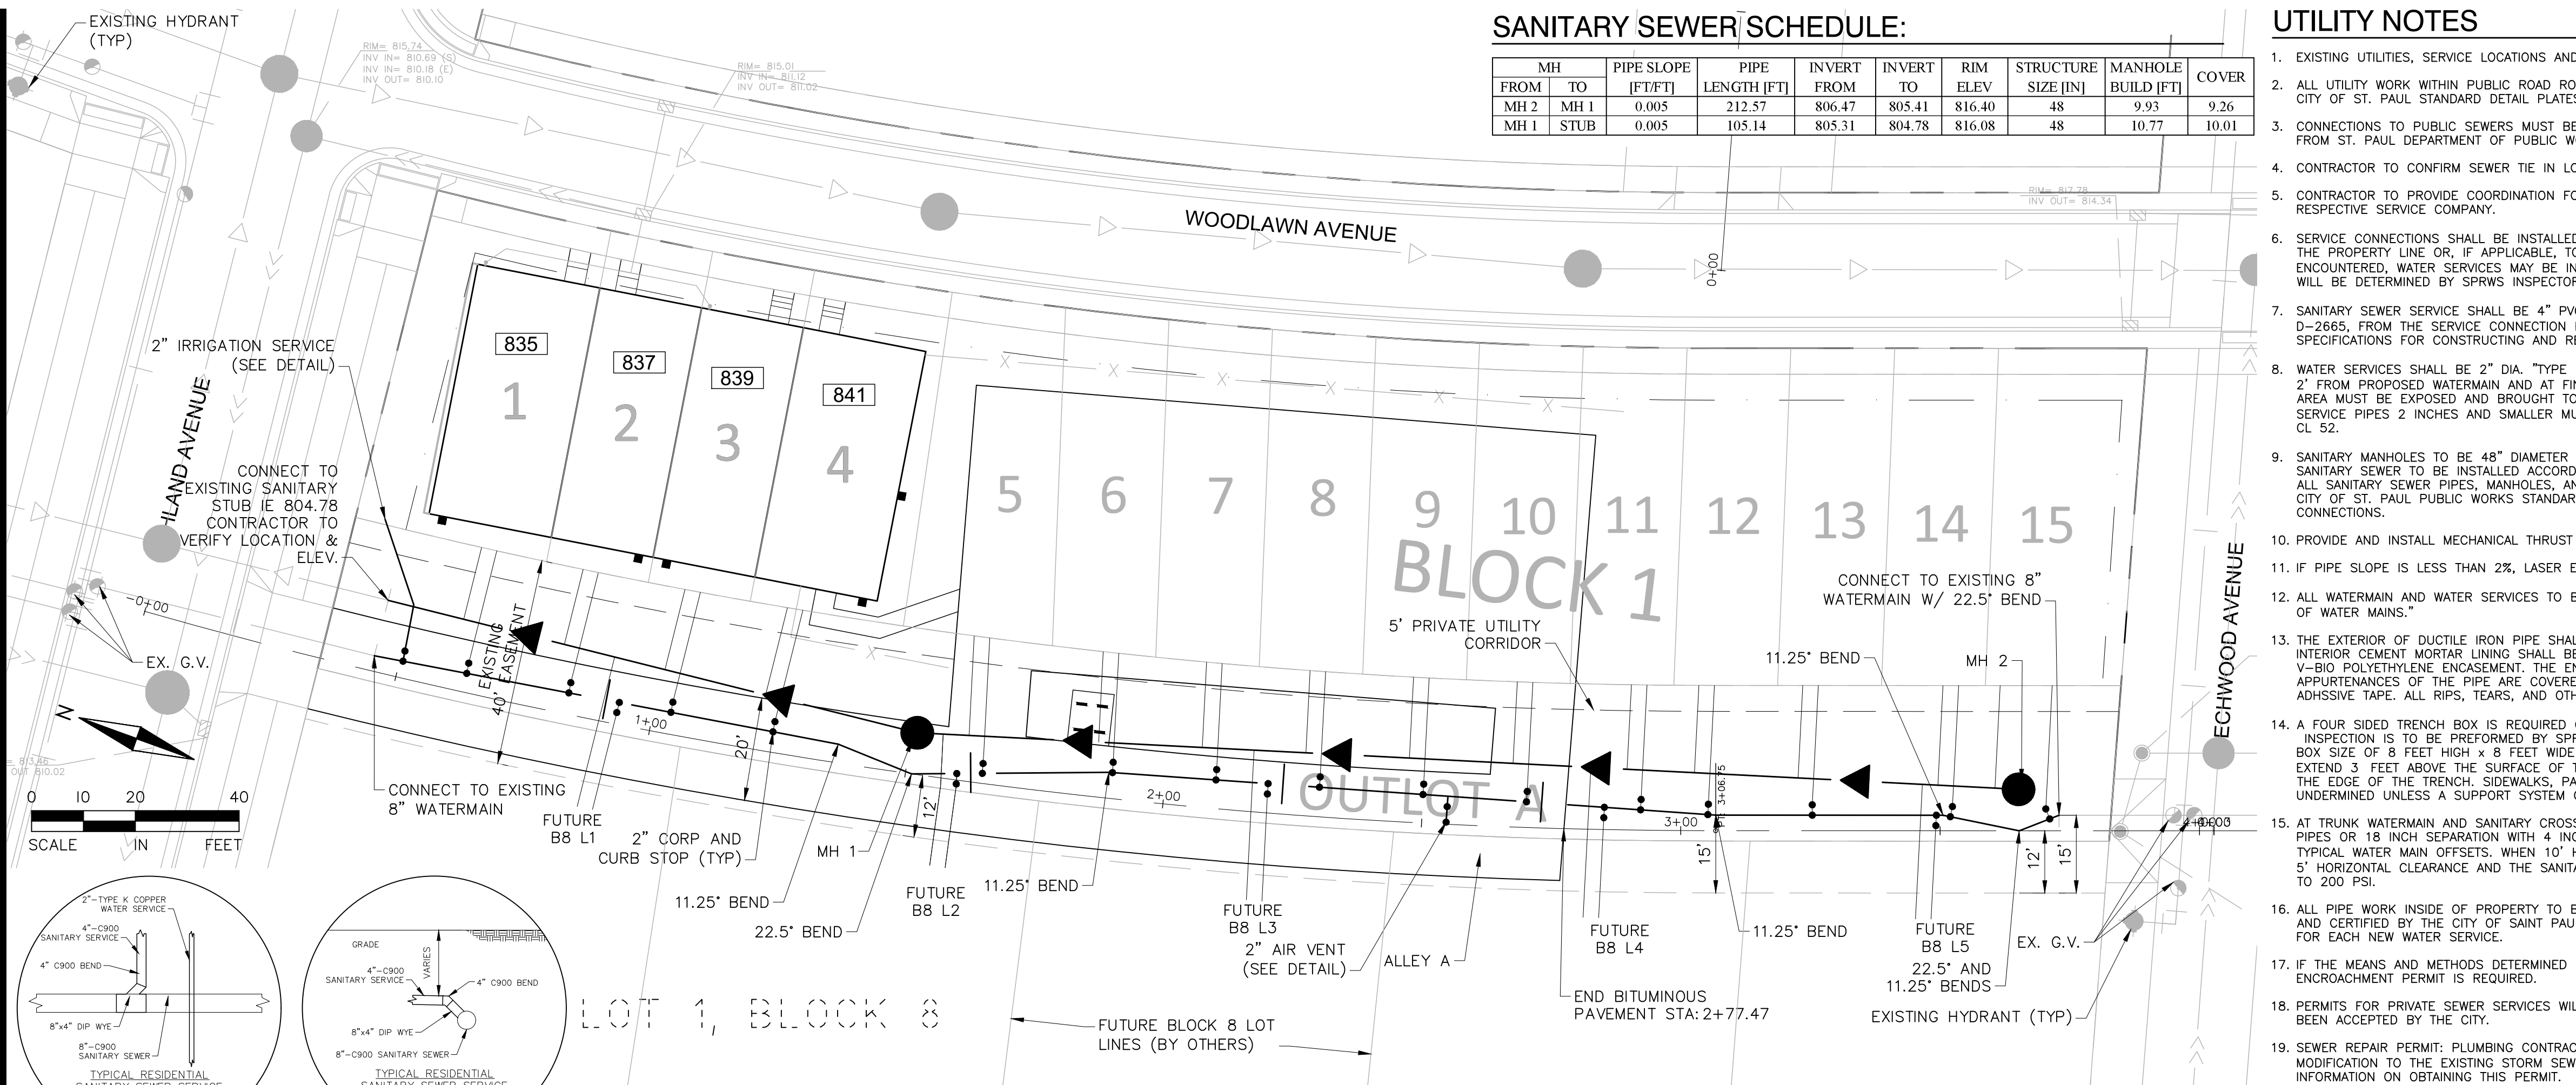 EXISTING HYDRANT
(TYP)
RIM= 815.74
INV IN= 810.69 (S)
INV IN= 810.18 (E)
INV OUT= 810.10
RIM= 815.01
INV IN= 811.12
INV OUT= 811.02
SANITARY SEWER SCHEDULE:
MH PIPE SLOPE PIPE INVERT INVERT RIM STRUCTURE MANHOLE COVER
FROM TO [FT/FT] LENGTH [FT] FROM TO ELEV SIZE [IN] BUILD [FT]
MH 2 MH 1 0.005 212.57 806.47 805.41 816.40 48 9.93 9.26
MH 1 STUB 0.005 105.14 805.31 804.78 816.08 48 10.77 10.01
RIM= 817.78
INV OUT= 814.34
WOODLAWN AVENUE
0+00
2" IRRIGATION SERVICE
(SEE DETAIL)
HLAND AVENUE
835
837
839
841
1
2
3
4
5
6
7
8
9
10
11
12
13
14
15
BLOCK 1
CONNECT TO
EXISTING SANITARY
STUB IE 804.78
CONTRACTOR TO
VERIFY LOCATION &
ELEV.
-0+00
EX. G.V.
N
= 813.46
OUT 810.02
EXISTING
40' EASEMENT
5' PRIVATE UTILITY
CORRIDOR
CONNECT TO EXISTING 8"
WATERMAIN W/ 22.5° BEND
11.25° BEND
MH 2
ECHWOOD AVENUE
1+00
20'
12'
2+00
OUTLOT A
3+00
PT: 3+06.75
15'
12'
15'
4+00
0 10 20 40
SCALE IN FEET
CONNECT TO EXISTING
8" WATERMAIN
FUTURE
B8 L1
2" CORP AND
CURB STOP (TYP)
MH 1
11.25° BEND
22.5° BEND
FUTURE
B8 L2
11.25° BEND
FUTURE
B8 L3
2" AIR VENT
(SEE DETAIL)
ALLEY A
FUTURE
B8 L4
11.25° BEND
FUTURE
B8 L5
EX. G.V.
22.5° AND
11.25° BENDS
END BITUMINOUS
PAVEMENT STA: 2+77.47
EXISTING HYDRANT (TYP)
FUTURE BLOCK 8 LOT
LINES (BY OTHERS)
LOT 1, BLOCK 8
2"-TYPE K COPPER
WATER SERVICE
4"-C900
SANITARY SERVICE
4" C900 BEND
8"x4" DIP WYE
8"-C900
SANITARY SEWER
TYPICAL RESIDENTIAL
SANITARY SEWER SERVICE
GRADE
VARIES
4"-C900
SANITARY SERVICE
4" C900 BEND
8"x4" DIP WYE
8"-C900 SANITARY SEWER
TYPICAL RESIDENTIAL
SANITARY SEWER SERVICE
UTILITY NOTES
1. EXISTING UTILITIES, SERVICE LOCATIONS AND
2. ALL UTILITY WORK WITHIN PUBLIC ROAD RO
CITY OF ST. PAUL STANDARD DETAIL PLATES
3. CONNECTIONS TO PUBLIC SEWERS MUST BE
FROM ST. PAUL DEPARTMENT OF PUBLIC W
4. CONTRACTOR TO CONFIRM SEWER TIE IN LO
5. CONTRACTOR TO PROVIDE COORDINATION FO
RESPECTIVE SERVICE COMPANY.
6. SERVICE CONNECTIONS SHALL BE INSTALLED
THE PROPERTY LINE OR, IF APPLICABLE, TO
ENCOUNTERED, WATER SERVICES MAY BE IN
WILL BE DETERMINED BY SPRWS INSPECTOR
7. SANITARY SEWER SERVICE SHALL BE 4" PV
D-2665, FROM THE SERVICE CONNECTION
SPECIFICATIONS FOR CONSTRUCTING AND RE
8. WATER SERVICES SHALL BE 2" DIA. "TYPE
2' FROM PROPOSED WATERMAIN AND AT FI
AREA MUST BE EXPOSED AND BROUGHT TO
SERVICE PIPES 2 INCHES AND SMALLER MU
CL 52.
9. SANITARY MANHOLES TO BE 48" DIAMETER
SANITARY SEWER TO BE INSTALLED ACCORD
ALL SANITARY SEWER PIPES, MANHOLES, AN
CITY OF ST. PAUL PUBLIC WORKS STANDAR
CONNECTIONS.
10. PROVIDE AND INSTALL MECHANICAL THRUST
11. IF PIPE SLOPE IS LESS THAN 2%, LASER E
12. ALL WATERMAIN AND WATER SERVICES TO B
OF WATER MAINS."
13. THE EXTERIOR OF DUCTILE IRON PIPE SHAL
INTERIOR CEMENT MORTAR LINING SHALL BE
V-BIO POLYETHYLENE ENCASEMENT. THE EN
APPURTENANCES OF THE PIPE ARE COVERE
ADHSSIVE TAPE. ALL RIPS, TEARS, AND OTH
14. A FOUR SIDED TRENCH BOX IS REQUIRED
INSPECTION IS TO BE PREFORMED BY SPR
BOX SIZE OF 8 FEET HIGH x 8 FEET WIDE
EXTEND 3 FEET ABOVE THE SURFACE OF T
THE EDGE OF THE TRENCH. SIDEWALKS, PA
UNDERMINED UNLESS A SUPPORT SYSTEM
15. AT TRUNK WATERMAIN AND SANITARY CROSS
PIPES OR 18 INCH SEPARATION WITH 4 INC
TYPICAL WATER MAIN OFFSETS. WHEN 10' H
5' HORIZONTAL CLEARANCE AND THE SANITA
TO 200 PSI.
16. ALL PIPE WORK INSIDE OF PROPERTY TO B
AND CERTIFIED BY THE CITY OF SAINT PAU
FOR EACH NEW WATER SERVICE.
17. IF THE MEANS AND METHODS DETERMINED
ENCROACHMENT PERMIT IS REQUIRED.
18. PERMITS FOR PRIVATE SEWER SERVICES WIL
BEEN ACCEPTED BY THE CITY.
19. SEWER REPAIR PERMIT: PLUMBING CONTRAC
MODIFICATION TO THE EXISTING STORM SEW
INFORMATION ON OBTAINING THIS PERMIT.